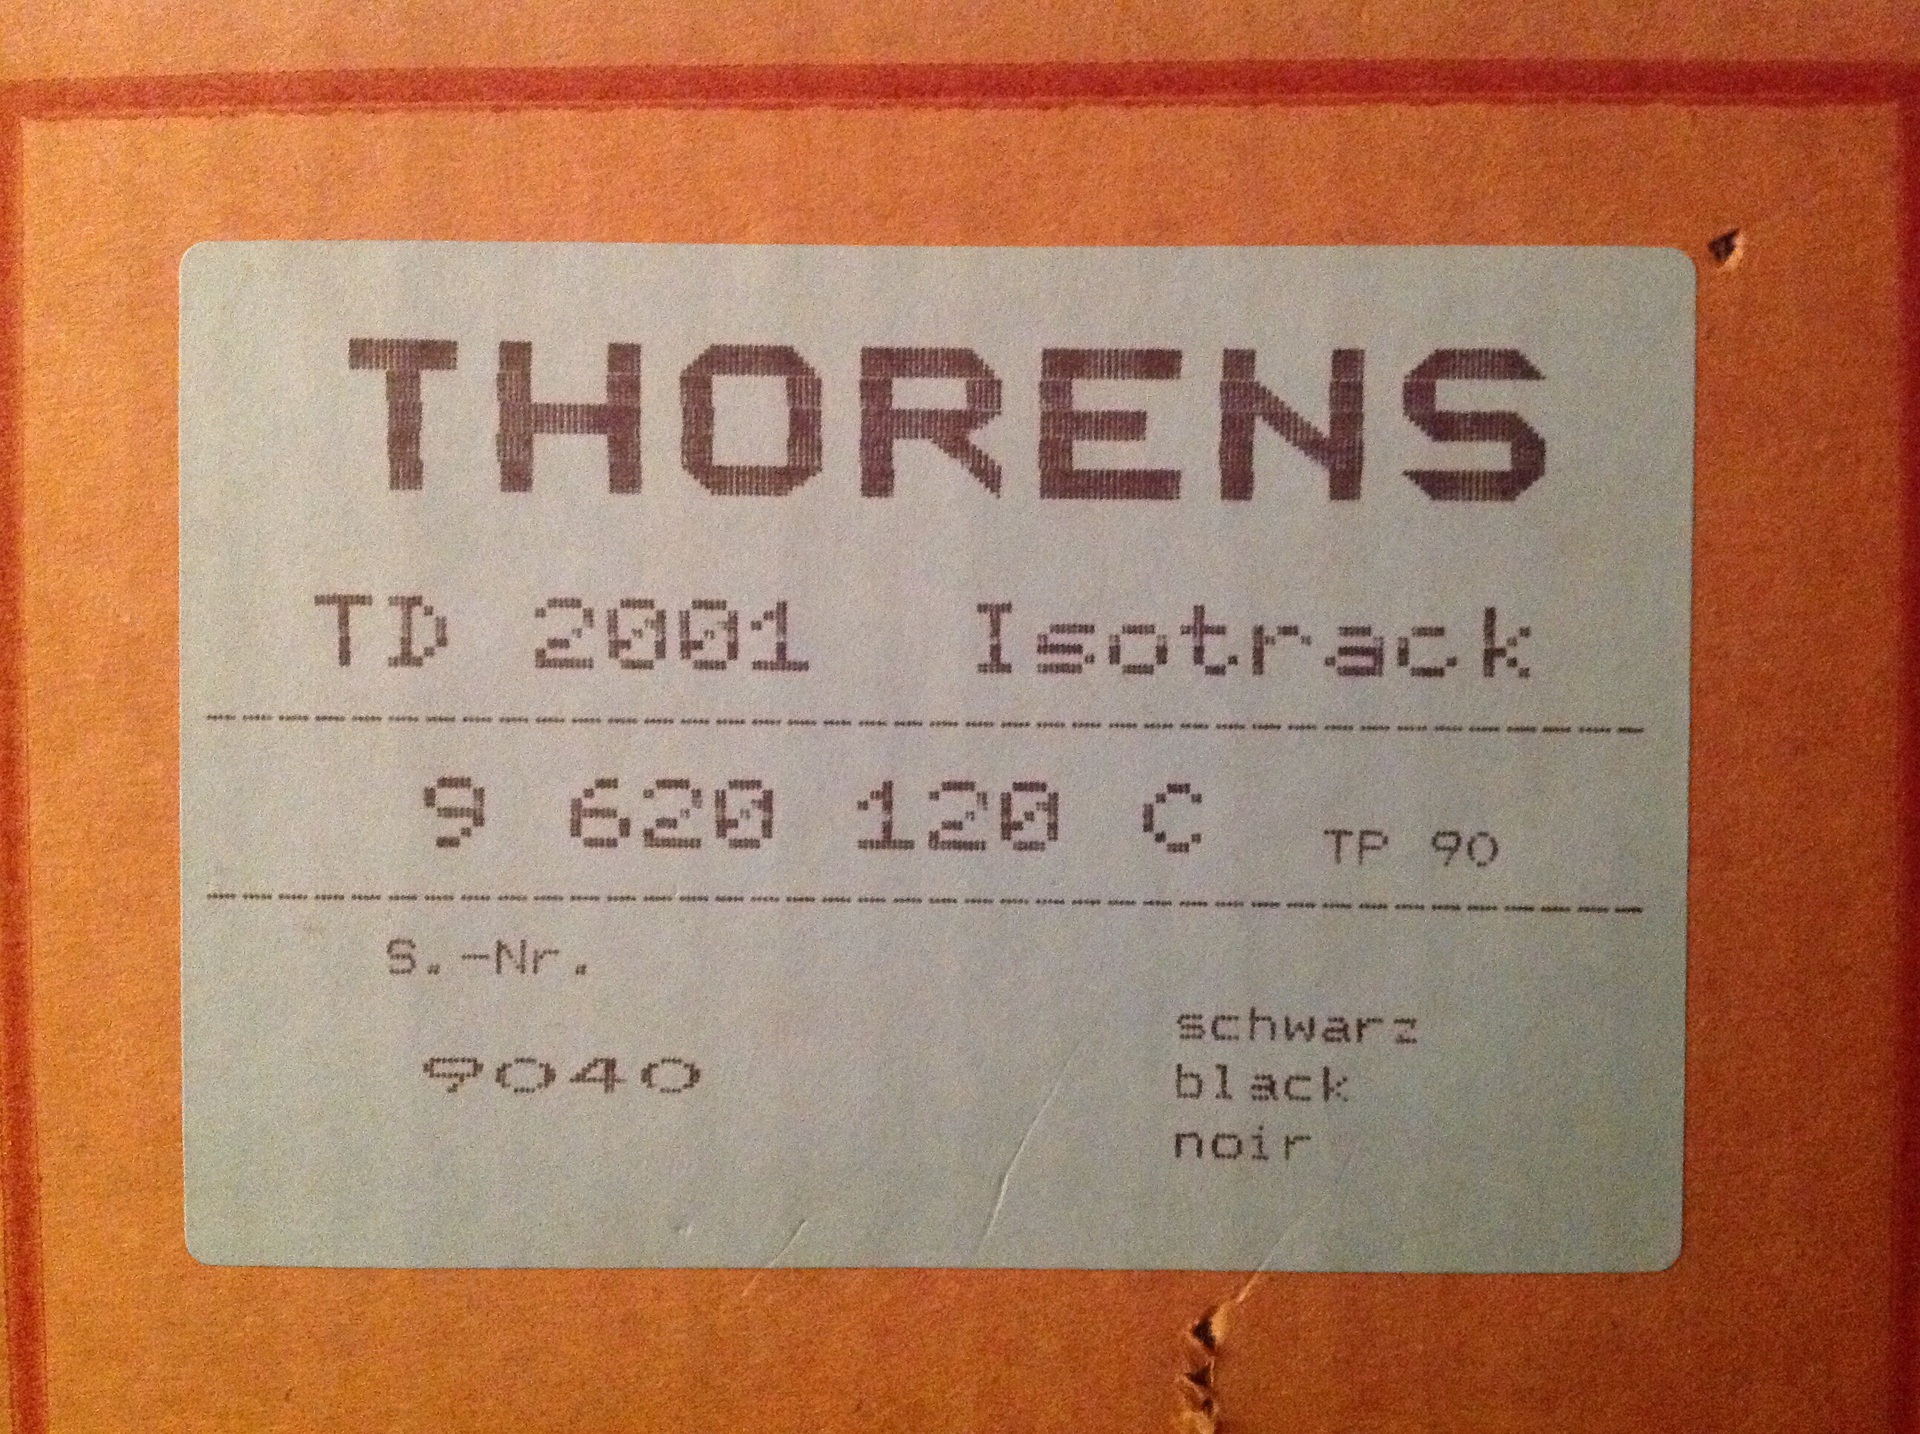 THORENS
TD 2001 Isotrack
9 620 120 C TP 90
S.-Nr.
9040
schwarz
black
noir